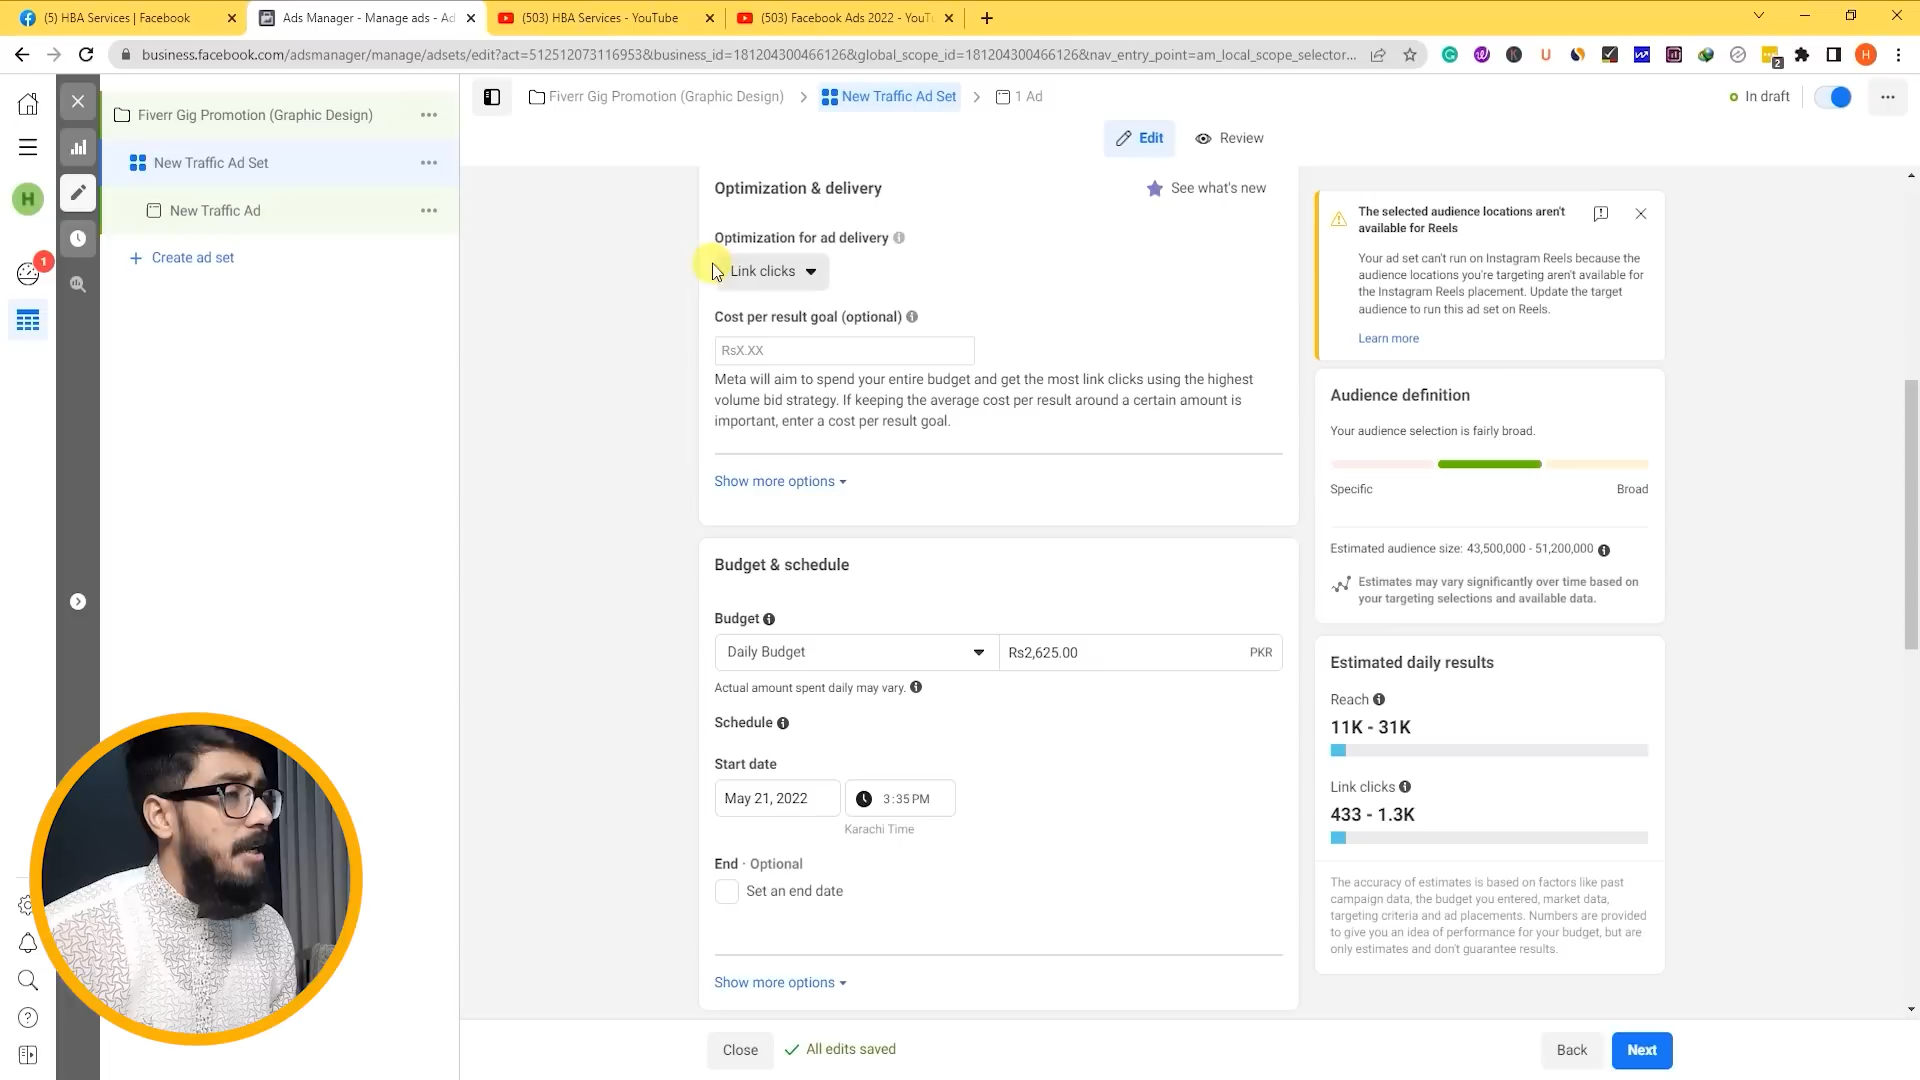 (5) HBA Services | Facebook
Ads Manager - Manage ads - Ad
(503) HBA Services - YouTube
(503) Facebook Ads 2022 - YouTu
business.facebook.com/adsmanager/manage/adsets/edit?act=512512073116953&business_id=181204300466126&global_scope_id=181204300466126&nav_entry_point=am_local_scope_selector...
2
H
H
1
Fiverr Gig Promotion (Graphic Design)
New Traffic Ad Set
New Traffic Ad
Create ad set
Fiverr Gig Promotion (Graphic Design)
New Traffic Ad Set
1 Ad
In draft
Edit
Review
Optimization & delivery
See what's new
Optimization for ad delivery
Link clicks
Cost per result goal (optional)
RsX.XX
Meta will aim to spend your entire budget and get the most link clicks using the highest
volume bid strategy. If keeping the average cost per result around a certain amount is
important, enter a cost per result goal.
Show more options
Budget & schedule
Budget
Daily Budget
Rs2,625.00
PKR
Actual amount spent daily may vary.
Schedule
Start date
May 21, 2022
3:35 PM
Karachi Time
End · Optional
Set an end date
Show more options
The selected audience locations aren't
available for Reels
Your ad set can't run on Instagram Reels because the
audience locations you're targeting aren't available for
the Instagram Reels placement. Update the target
audience to run this ad set on Reels.
Learn more
Audience definition
Your audience selection is fairly broad.
Specific
Broad
Estimated audience size: 43,500,000 - 51,200,000
Estimates may vary significantly over time based on
your targeting selections and available data.
Estimated daily results
Reach
11K - 31K
Link clicks
433 - 1.3K
The accuracy of estimates is based on factors like past
campaign data, the budget you entered, market data,
targeting criteria and ad placements. Numbers are provided
to give you an idea of performance for your budget, but are
only estimates and don't guarantee results.
Close
All edits saved
Back
Next